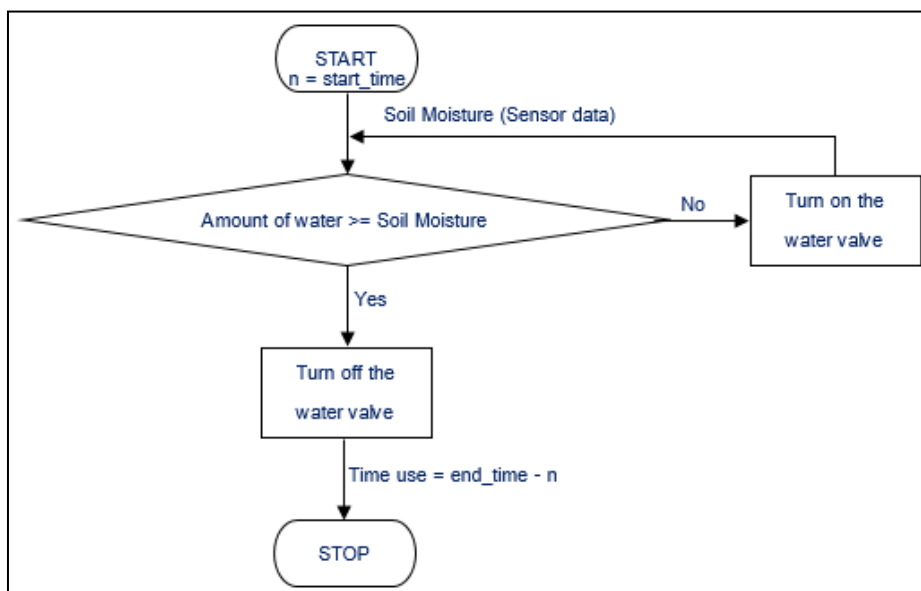 START
n = start_time
Soil Moisture (Sensor data)
Amount of water >= Soil Moisture
No
Turn on the
water valve
Yes
Turn off the
water valve
Time use = end_time - n
STOP